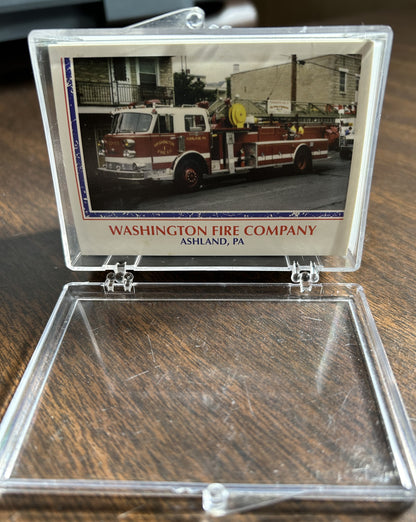 WASHINGTON FIRE COMPANY
ASHLAND, PA